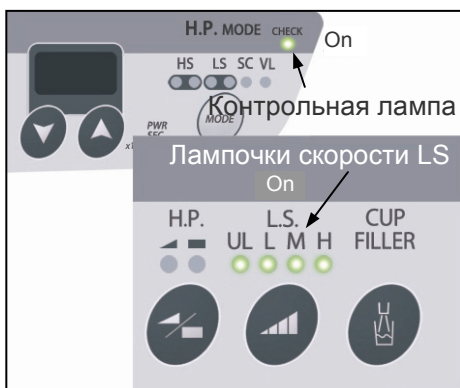 H.P. MODE CHECK On
HS LS SC VL
Контрольная лампа
MODE
PWR
SEC
x1
Лампочки скорости LS
On
H.P. L.S. CUP
UL L M H FILLER